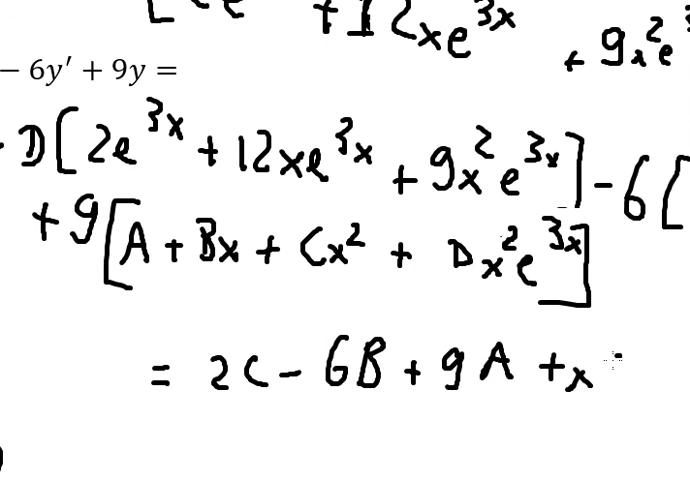 +12xe^{3x} + 9x²e
– 6y′ + 9y =
D[2e^{3x} + 12xe^{3x} + 9x²e^{3x}] - 6[
+ 9[A + Bx + Cx² + Dx²e^{3x}]
= 2C - 6B + 9A + x